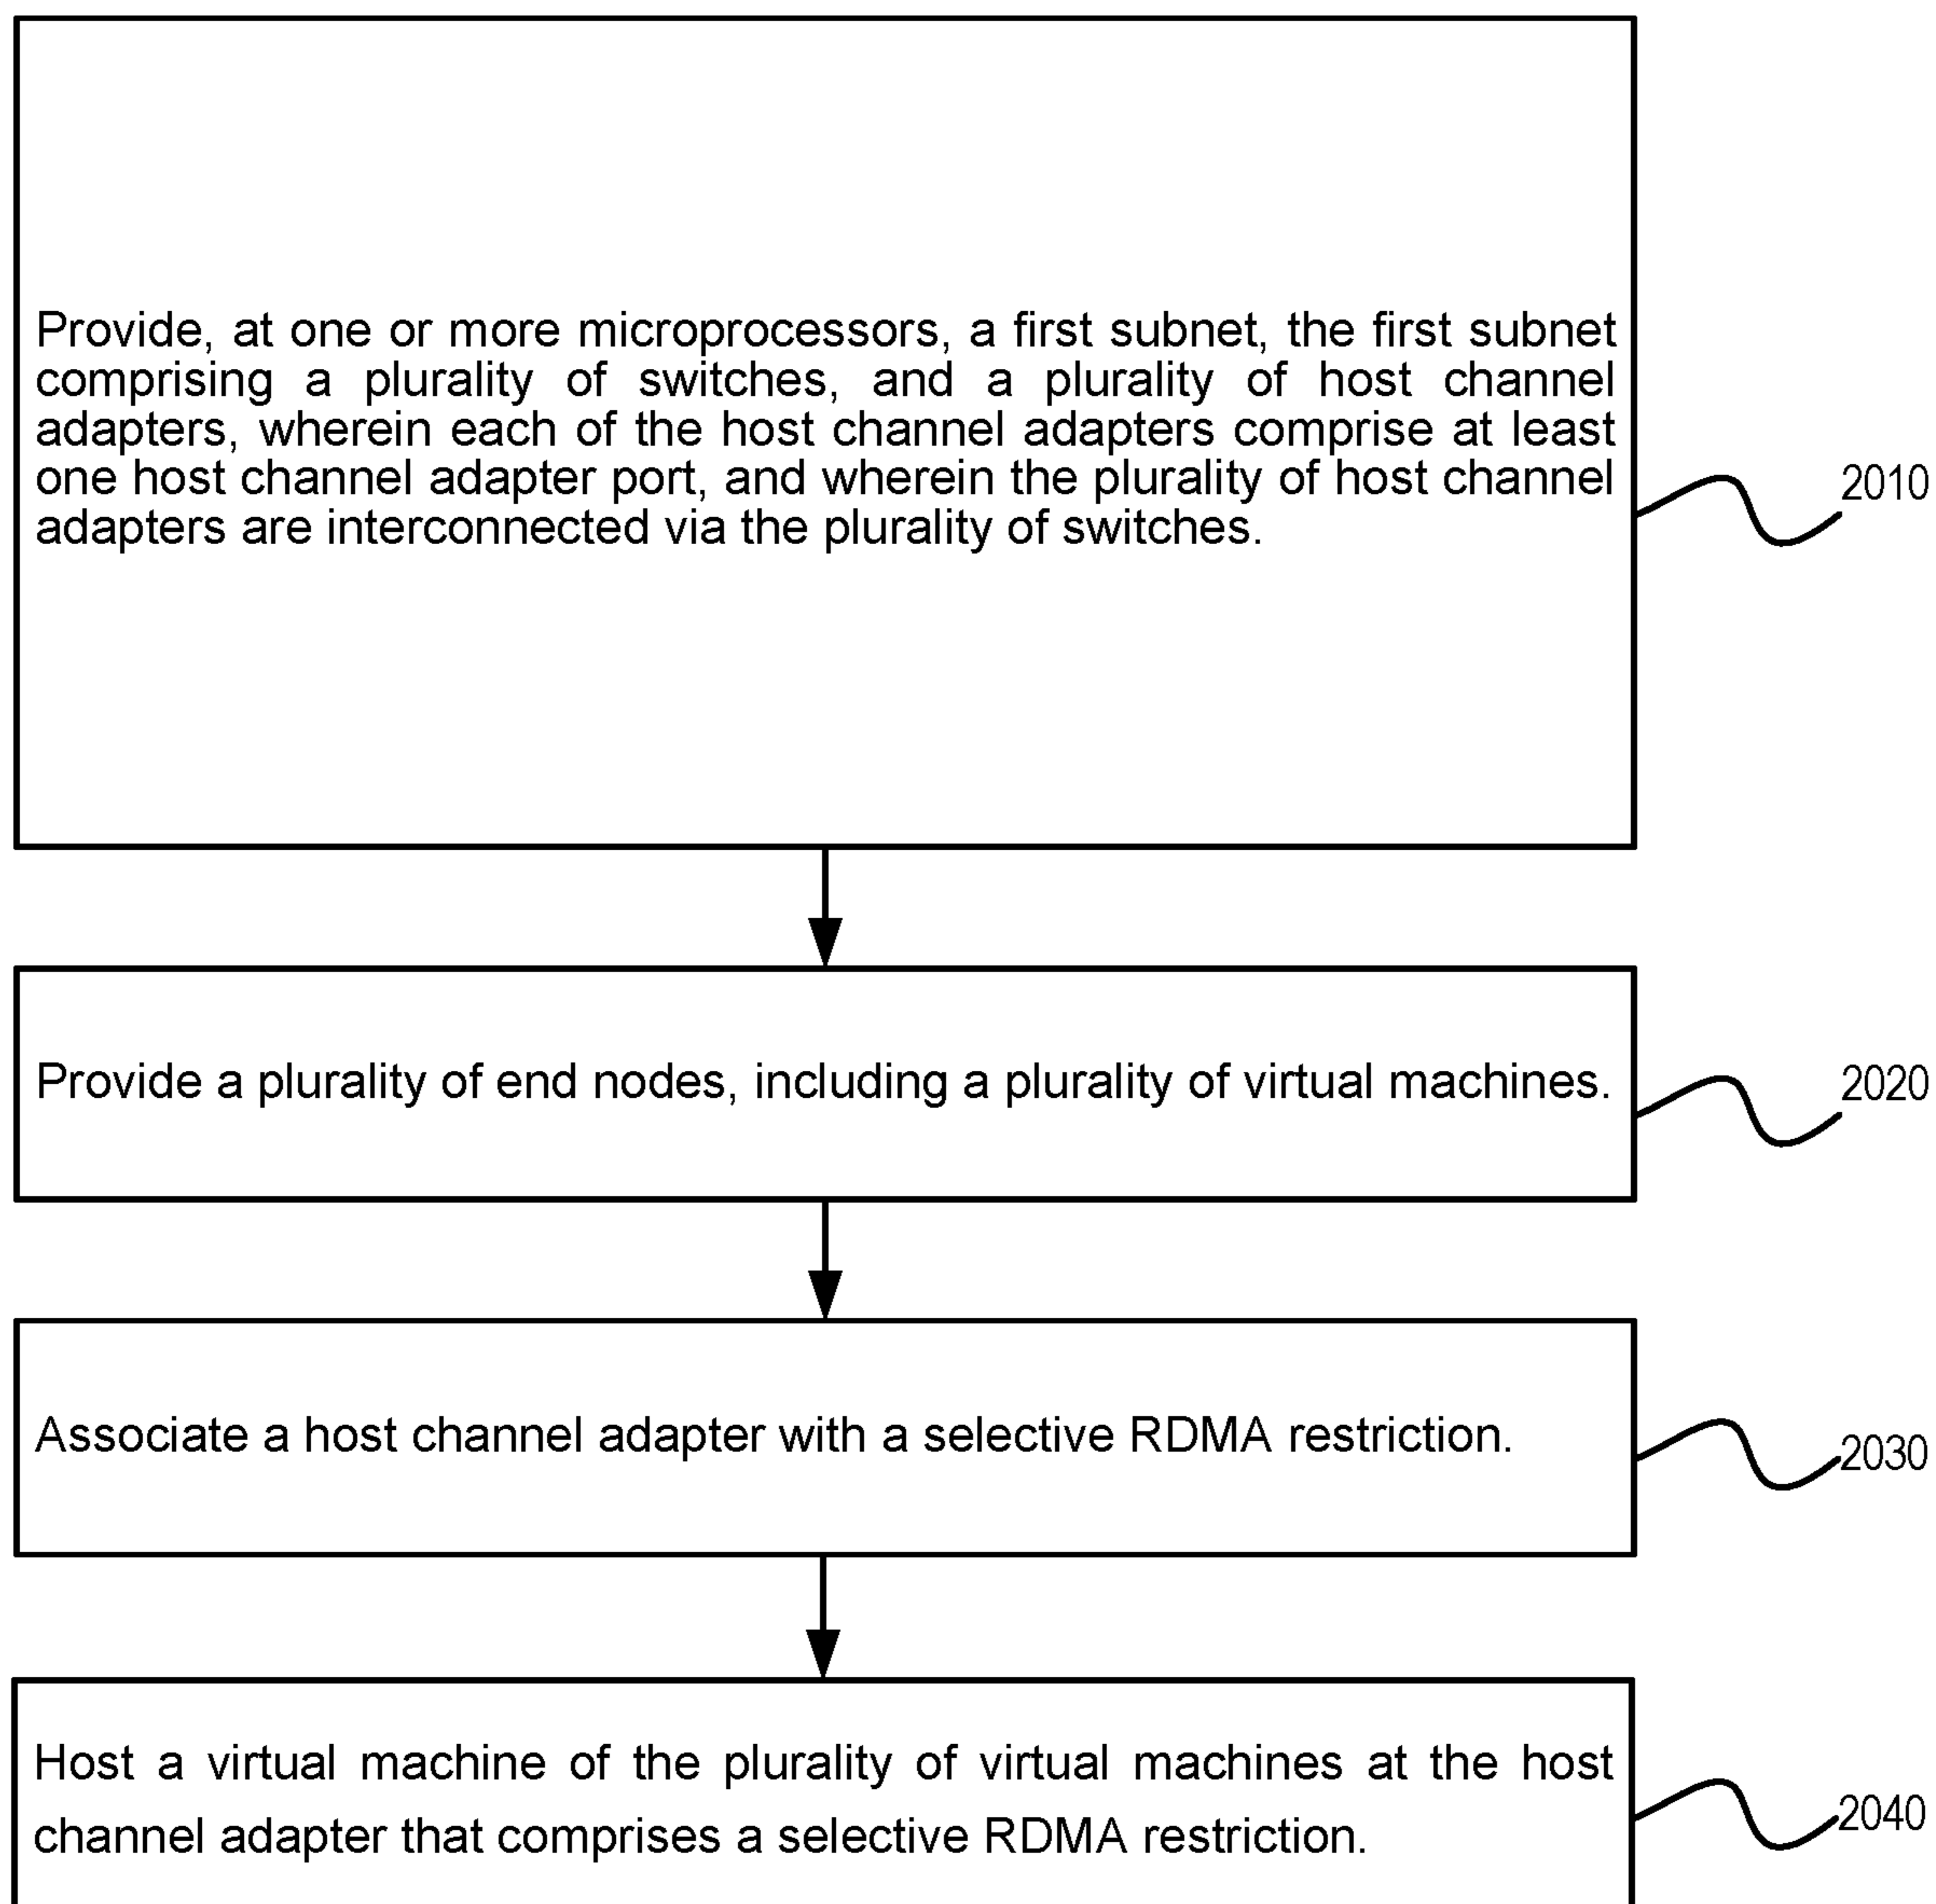 Provide, at one or more microprocessors, a first subnet, the first subnet
comprising a plurality of switches, and a plurality of host channel
adapters, wherein each of the host channel adapters comprise at least
one host channel adapter port, and wherein the plurality of host channel
adapters are interconnected via the plurality of switches.
2010
Provide a plurality of end nodes, including a plurality of virtual machines.
2020
Associate a host channel adapter with a selective RDMA restriction.
2030
Host a virtual machine of the plurality of virtual machines at the host
channel adapter that comprises a selective RDMA restriction.
2040